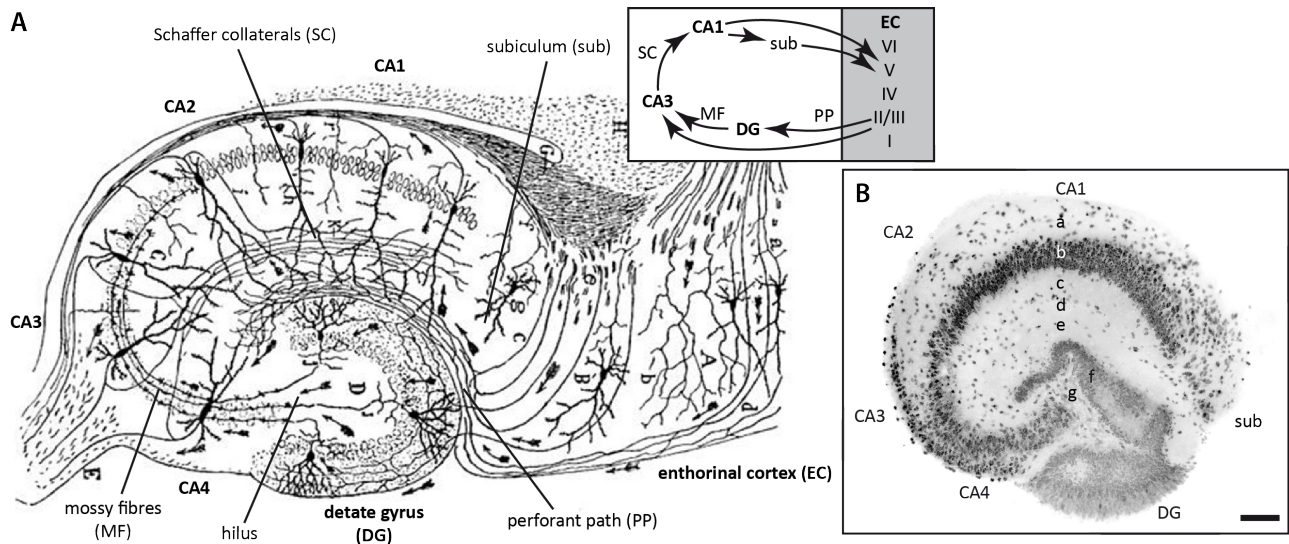 A
Schaffer collaterals (SC)
subiculum (sub)
CA1
CA2
CA3
CA4
mossy fibres
(MF)
hilus
detate gyrus
(DG)
perforant path (PP)
enthorinal cortex (EC)
H
G
C
c
g
e
B
b
A
a
d
D
E
K
h
r
CA1
sub
SC
CA3
MF
DG
PP
EC
VI
V
IV
II/III
I
B
CA1
CA2
a
b
c
d
e
f
g
CA3
CA4
sub
DG